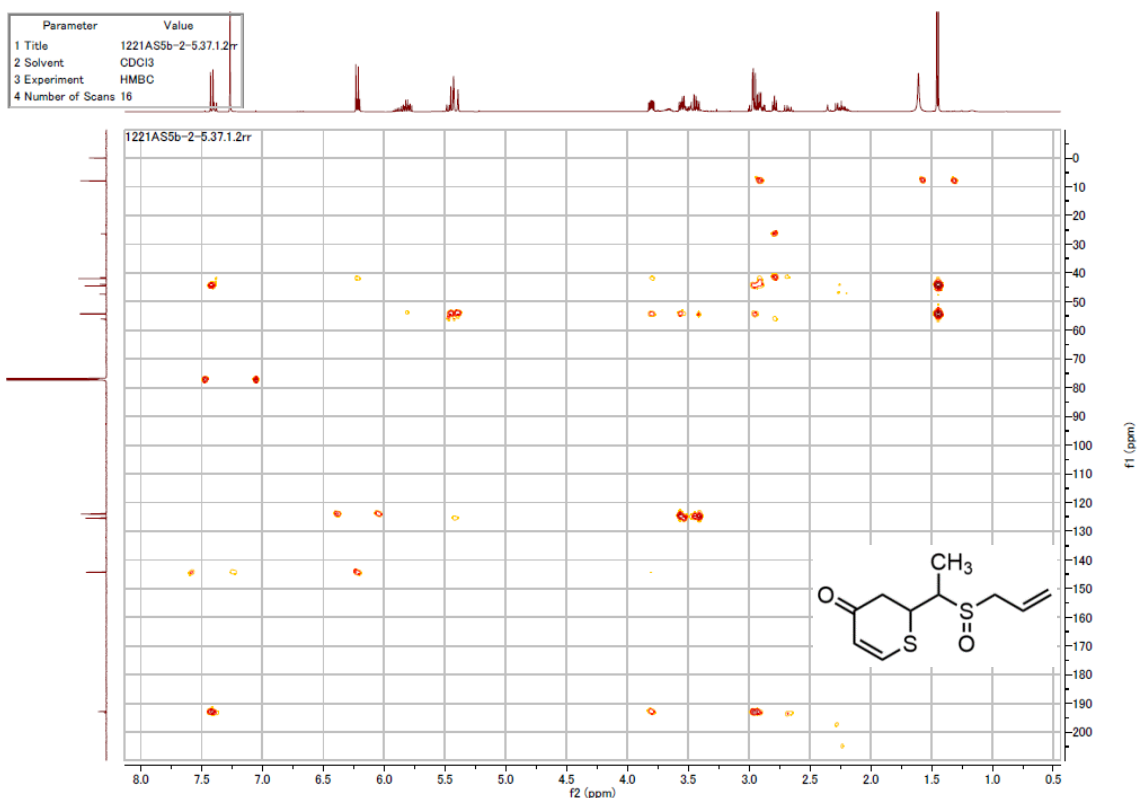 Parameter Value
1 Title 1221AS5b-2-5.37.1.2rr
2 Solvent CDCl3
3 Experiment HMBC
4 Number of Scans 16
1221AS5b-2-5.37.1.2rr
0
10
20
30
40
50
60
70
80
90
100
110
120
130
140
150
160
170
180
190
200
f1 (ppm)
CH3
O
S
S
O
8.0 7.5 7.0 6.5 6.0 5.5 5.0 4.5 4.0 3.5 3.0 2.5 2.0 1.5 1.0 0.5
f2 (ppm)